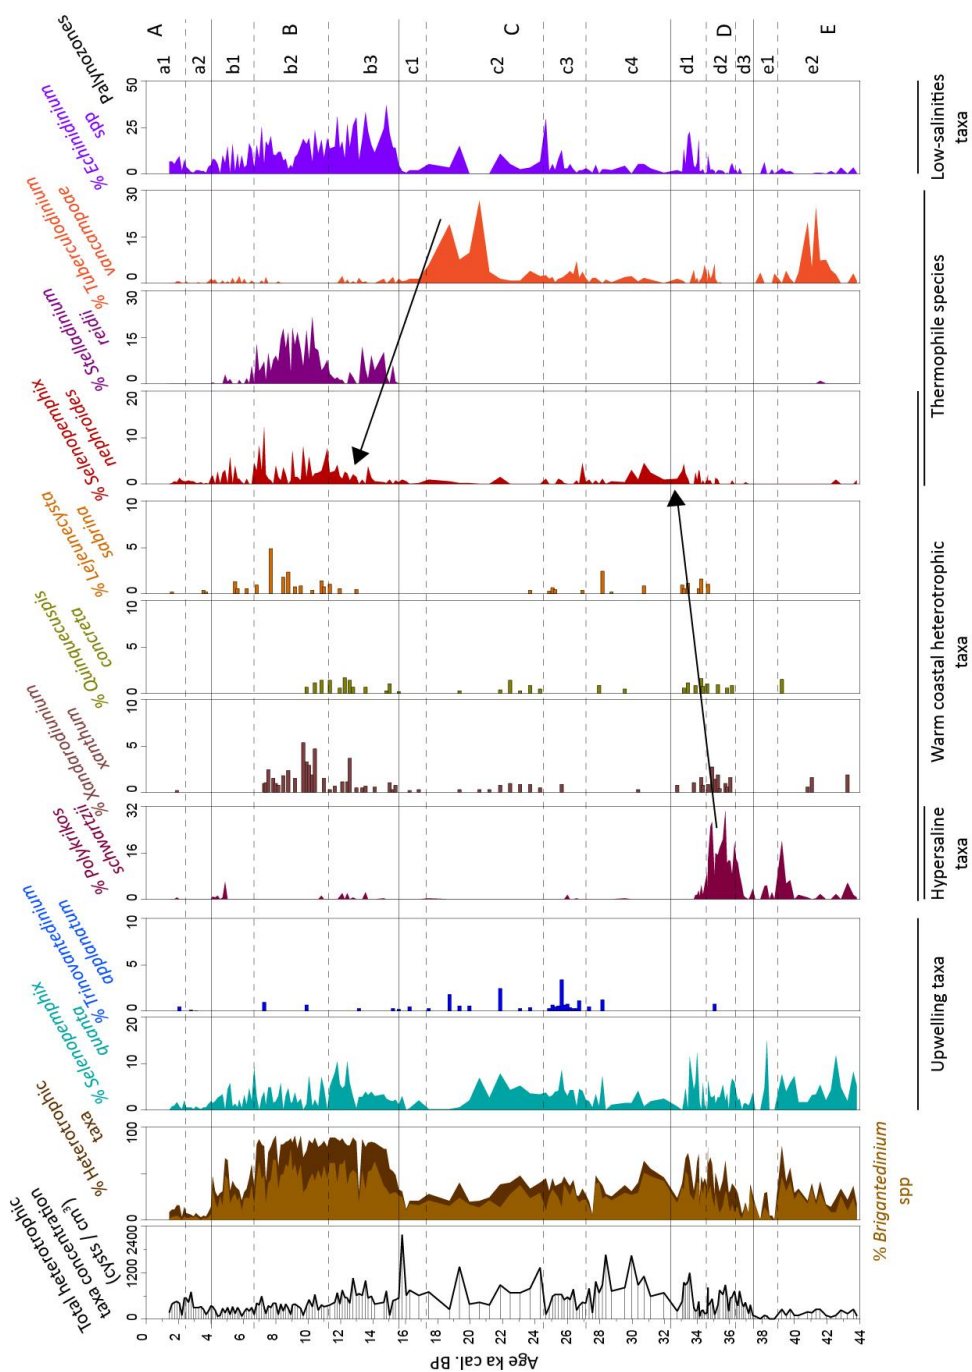 Total heterotrophic
taxa concentration
(cysts / cm³)
% Heterotrophic
taxa
% Selenopemphix
quanta
% Trinovantedinium
applanatum
% Polykrikos
schwartzii
% Xandarodinium
xanthum
% Quinquecuspis
concreta
% Lejeunecysta
sabrina
% Selenopemphix
nephroides
% Stelladinium
reidii
% Tuberculodinium
vancampoae
% Echinidinium
spp
Palynozones
0 1200 2400
0 100
0 10 20
0 5 10
0 16 32
0 5 10
0 5 10
0 5 10
0 10 20
0 15 30
0 15 30
0 25 50
A
a1
a2
B
b1
b2
b3
C
c1
c2
c3
c4
D
d1
d2
d3
E
e1
e2
0 2 4 6 8 10 12 14 16 18 20 22 24 26 28 30 32 34 36 38 40 42 44
Age ka cal. BP
% Brigantedinium
spp
Upwelling taxa
Hypersaline
taxa
Warm coastal heterotrophic
taxa
Thermophile species
Low-salinities
taxa